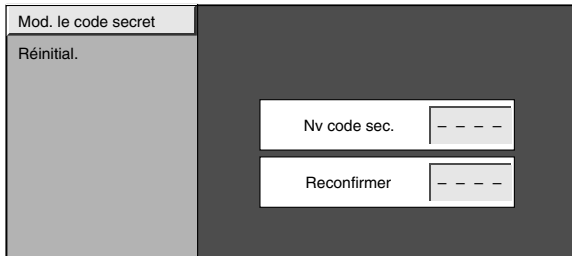 Mod. le code secret
Réinitial.
Nv code sec. – – – –
Reconfirmer – – – –